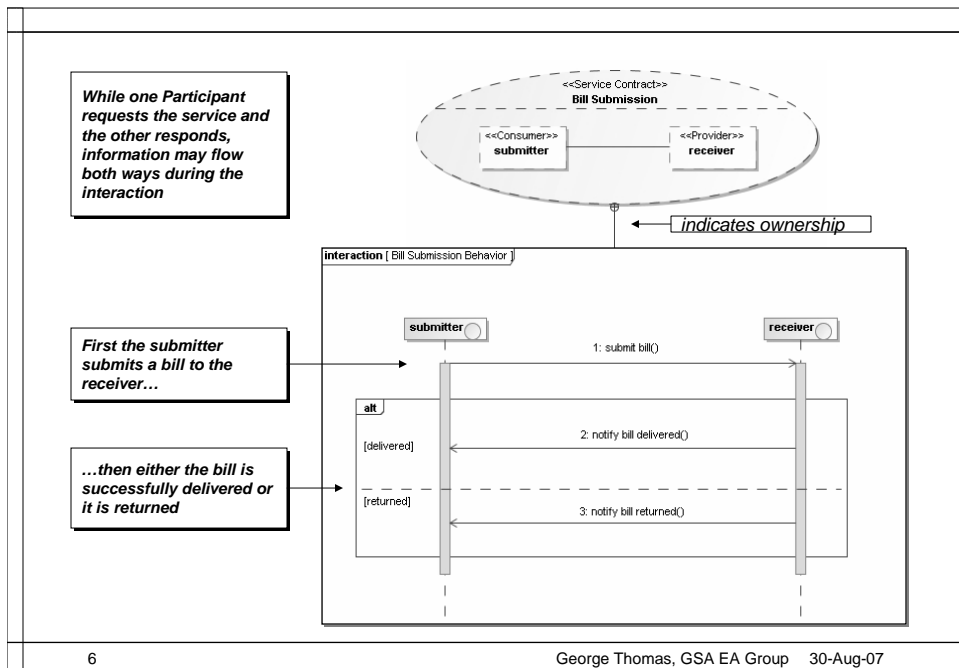 While one Participant
requests the service and
the other responds,
information may flow
both ways during the
interaction
<<Service Contract>>
Bill Submission
<<Consumer>>
submitter
<<Provider>>
receiver
indicates ownership
interaction [ Bill Submission Behavior ]
submitter
receiver
First the submitter
submits a bill to the
receiver…
1: submit bill()
alt
[delivered]
2: notify bill delivered()
…then either the bill is
successfully delivered or
it is returned
[returned]
3: notify bill returned()
6
George Thomas, GSA EA Group 30-Aug-07